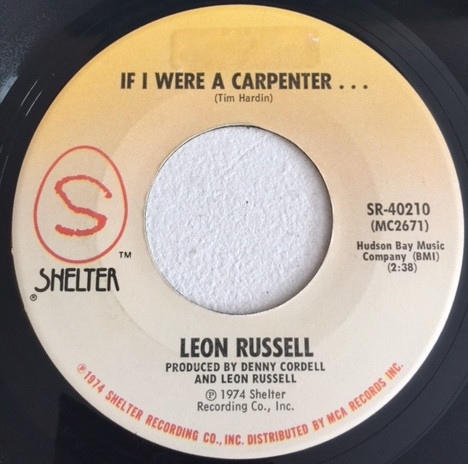 IF I WERE A CARPENTER . . .
(Tim Hardin)
S
TM
SHELTER
®
SR-40210
(MC2671)
Hudson Bay Music
Company (BMI)
(2:38)
LEON RUSSELL
PRODUCED BY DENNY CORDELL
AND LEON RUSSELL
℗ 1974 Shelter
Recording Co., Inc.
℗1974 SHELTER RECORDING CO., INC. DISTRIBUTED BY MCA RECORDS INC.